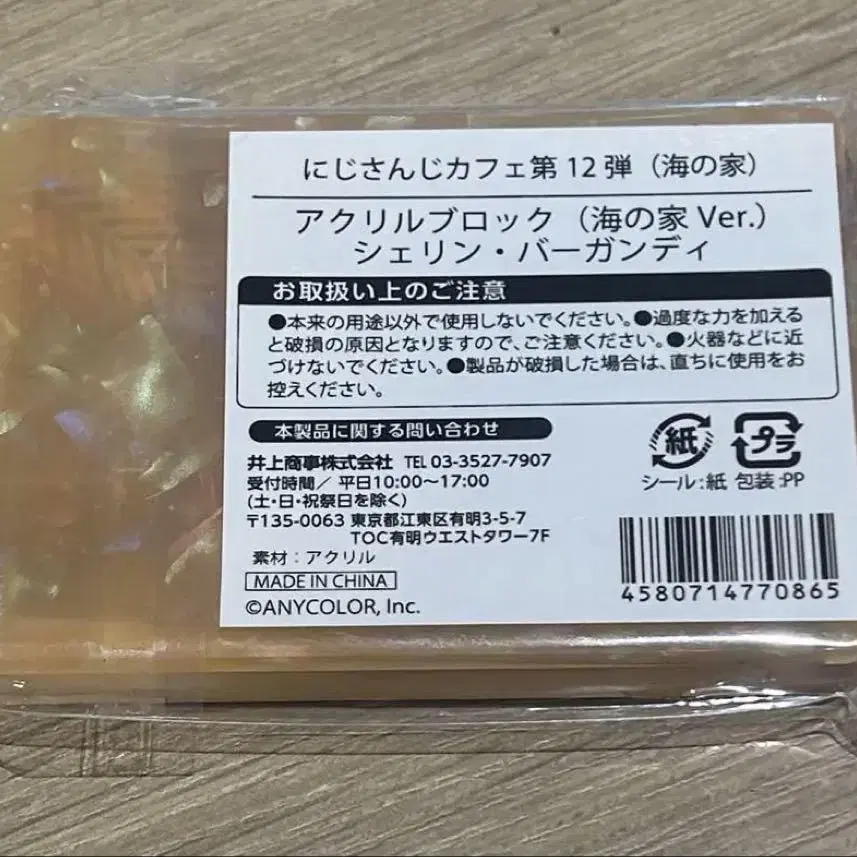 にじさんじカフェ第12弾（海の家）
アクリルブロック（海の家 Ver.）
シェリン・バーガンディ
お取扱い上のご注意
●本来の用途以外で使用しないでください。●過度な力を加える
と破損の原因となりますので、ご注意ください。●火器などに近
づけないでください。●製品が破損した場合は、直ちに使用をお
控えください。
本製品に関する問い合わせ
井上商事株式会社 TEL 03-3527-7907
受付時間／ 平日10:00～17:00
(土・日・祝祭日を除く)
〒135-0063 東京都江東区有明3-5-7
TOC有明ウエストタワー7F
素材：アクリル
MADE IN CHINA
©ANYCOLOR, Inc.
紙 プラ
シール:紙 包装:PP
4580714770865